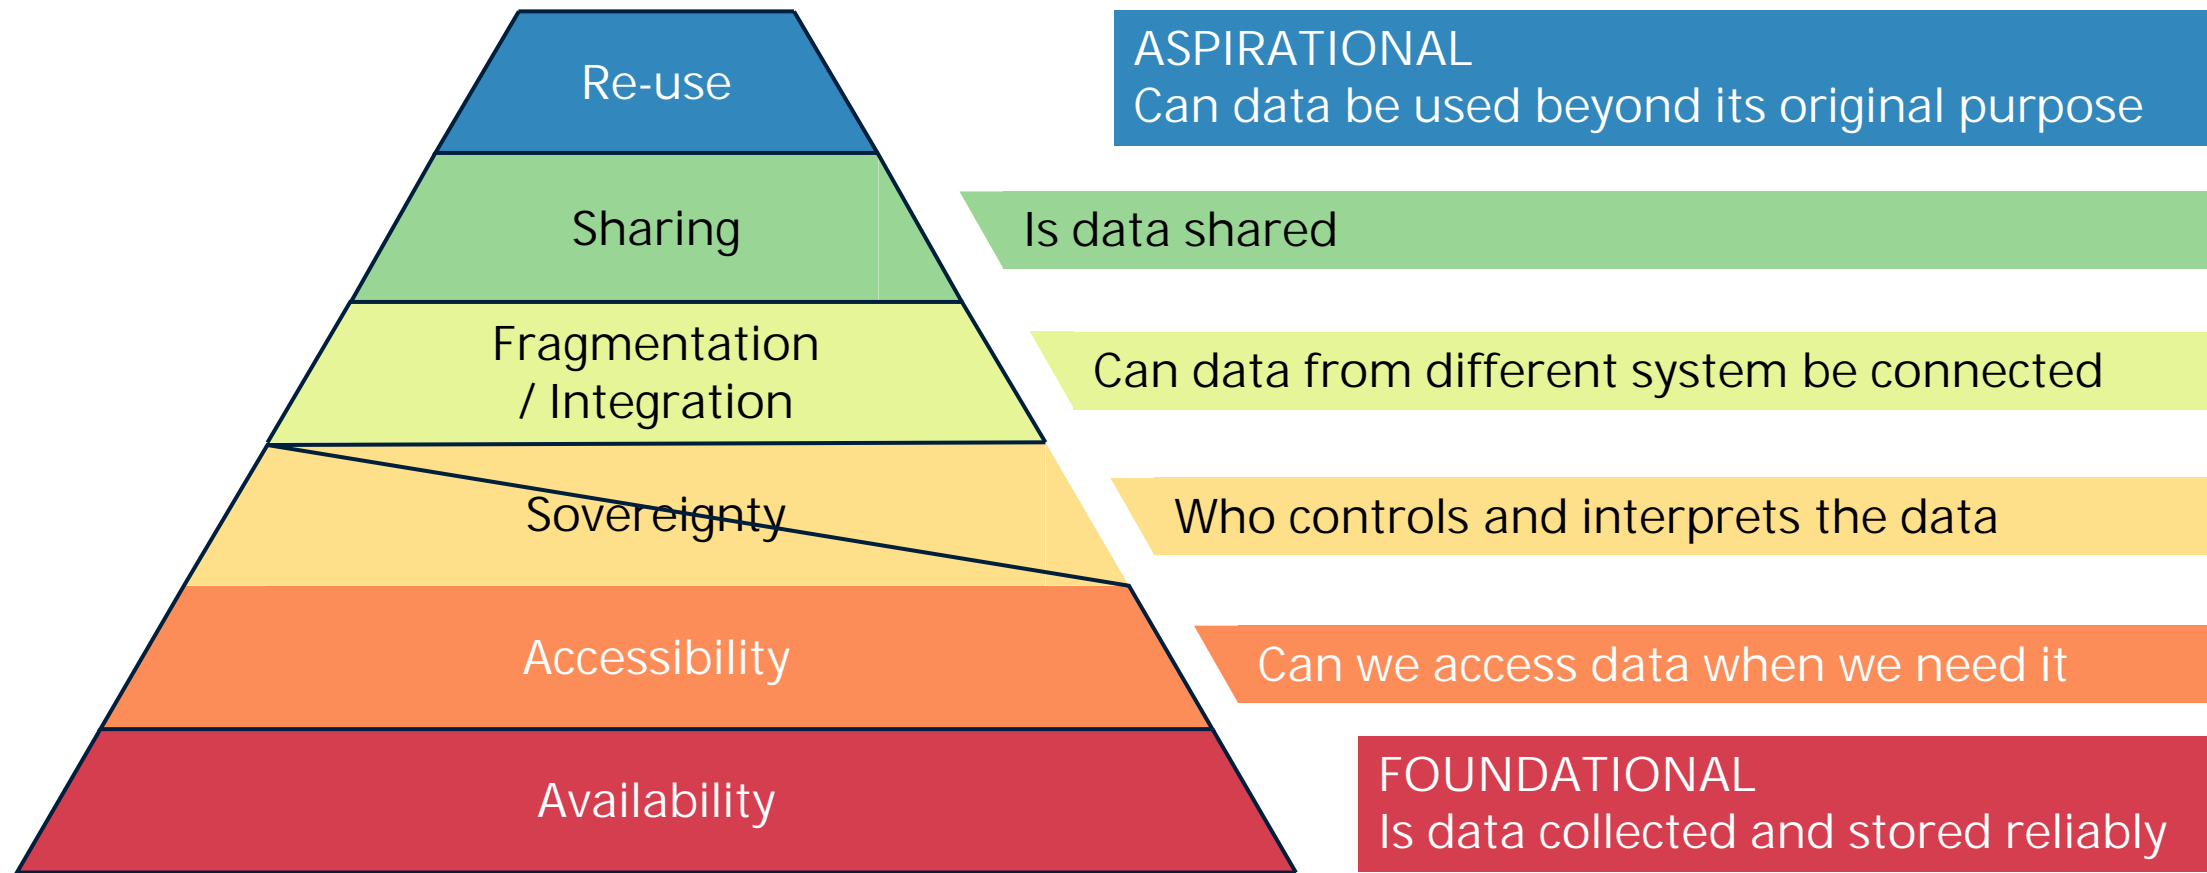 Re-use
ASPIRATIONAL
Can data be used beyond its original purpose
Sharing
Is data shared
Fragmentation
/ Integration
Can data from different system be connected
Sovereignty
Who controls and interprets the data
Accessibility
Can we access data when we need it
Availability
FOUNDATIONAL
Is data collected and stored reliably